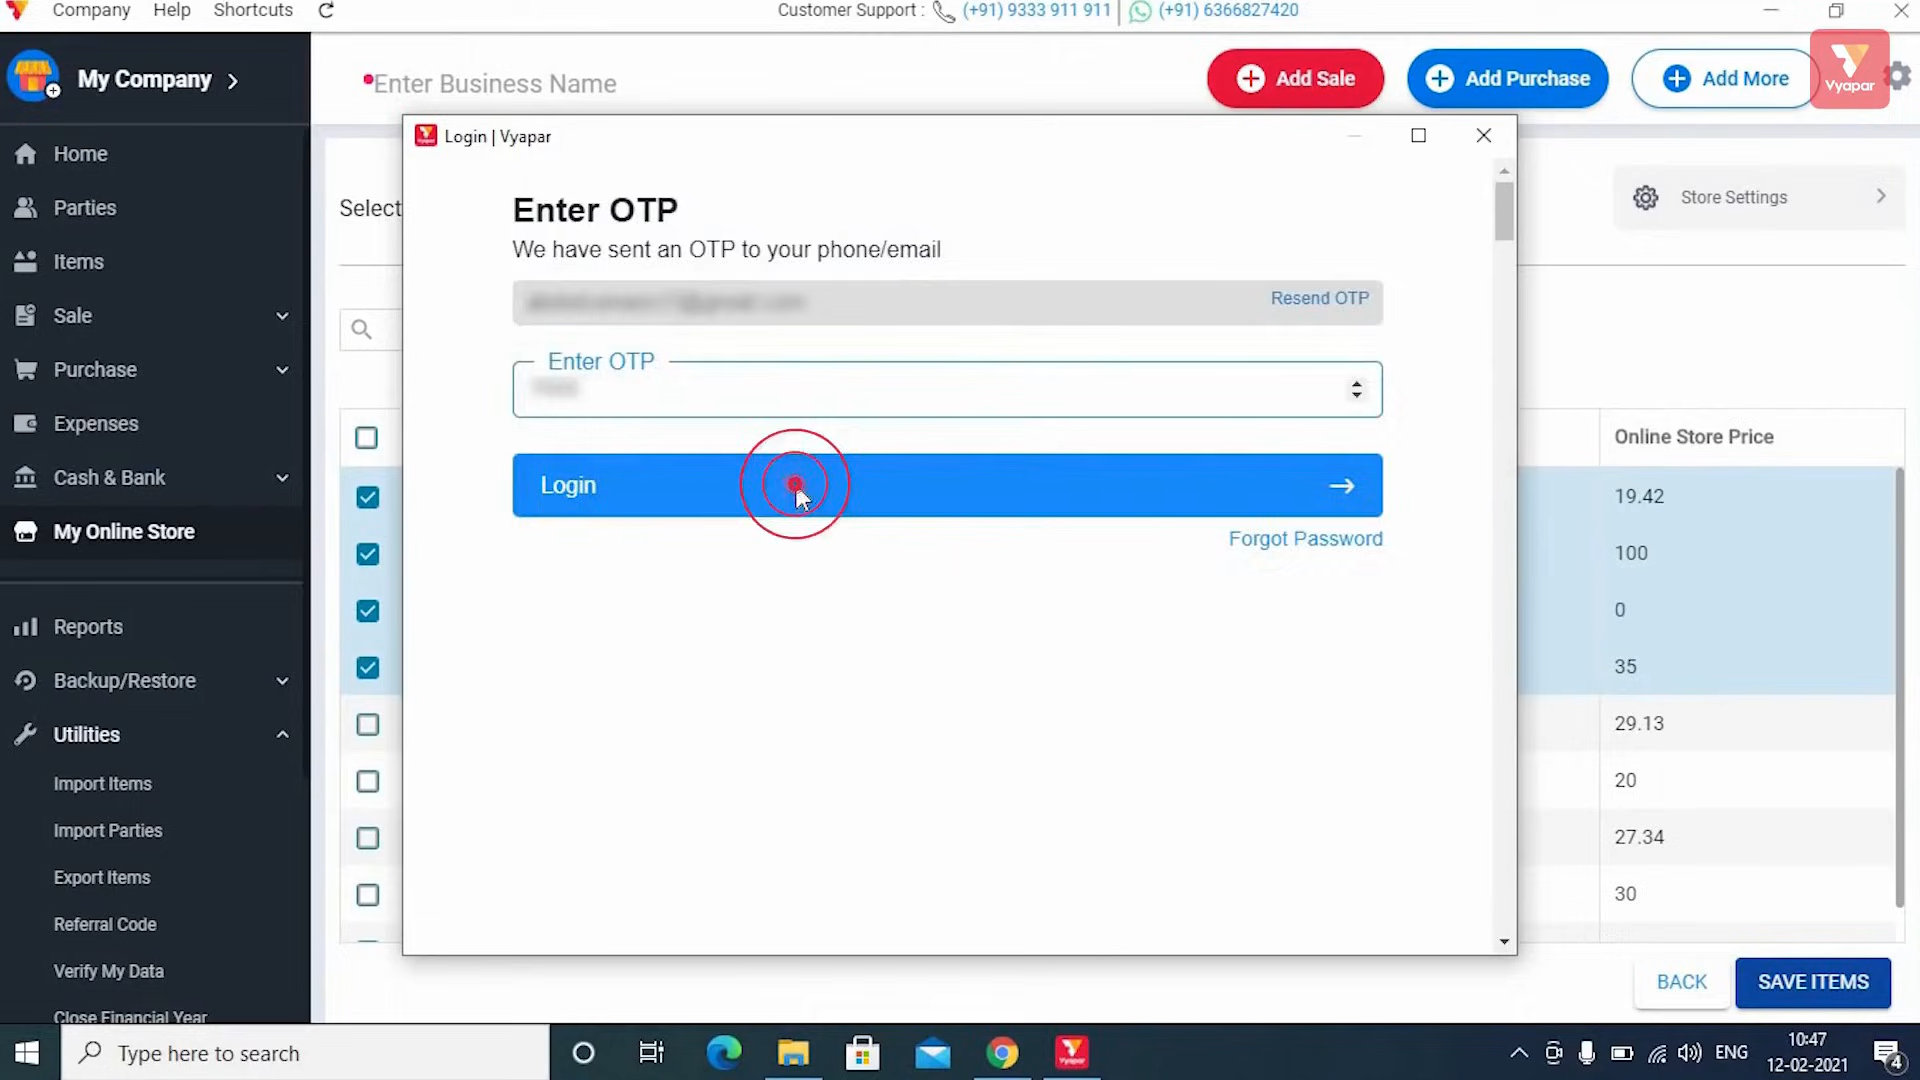 Company Help Shortcuts
Customer Support : (+91) 9333 911 911 | (+91) 6366827420
My Company
Enter Business Name
Add Sale
Add Purchase
Add More
Vyapar
Home
Parties
Items
Sale
Purchase
Expenses
Cash & Bank
My Online Store
Reports
Backup/Restore
Utilities
Import Items
Import Parties
Export Items
Referral Code
Verify My Data
Close Financial Year
Select
Store Settings
Login | Vyapar
Enter OTP
We have sent an OTP to your phone/email
Resend OTP
Enter OTP
Login
Forgot Password
Online Store Price
19.42
100
0
35
29.13
20
27.34
30
BACK
SAVE ITEMS
Type here to search
ENG
10:47
12-02-2021
4